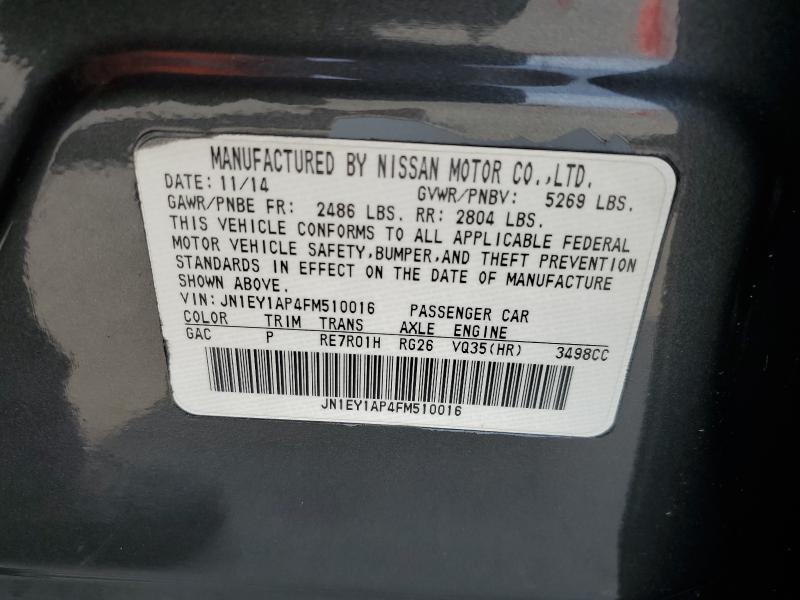 MANUFACTURED BY NISSAN MOTOR CO.,LTD.
DATE: 11/14 GVWR/PNBV: 5269 LBS.
GAWR/PNBE FR: 2486 LBS. RR: 2804 LBS.
THIS VEHICLE CONFORMS TO ALL APPLICABLE FEDERAL
MOTOR VEHICLE SAFETY,BUMPER,AND THEFT PREVENTION
STANDARDS IN EFFECT ON THE DATE OF MANUFACTURE
SHOWN ABOVE.
VIN: JN1EY1AP4FM510016 PASSENGER CAR
COLOR TRIM TRANS AXLE ENGINE
GAC P RE7R01H RG26 VQ35(HR) 3498CC
JN1EY1AP4FM510016